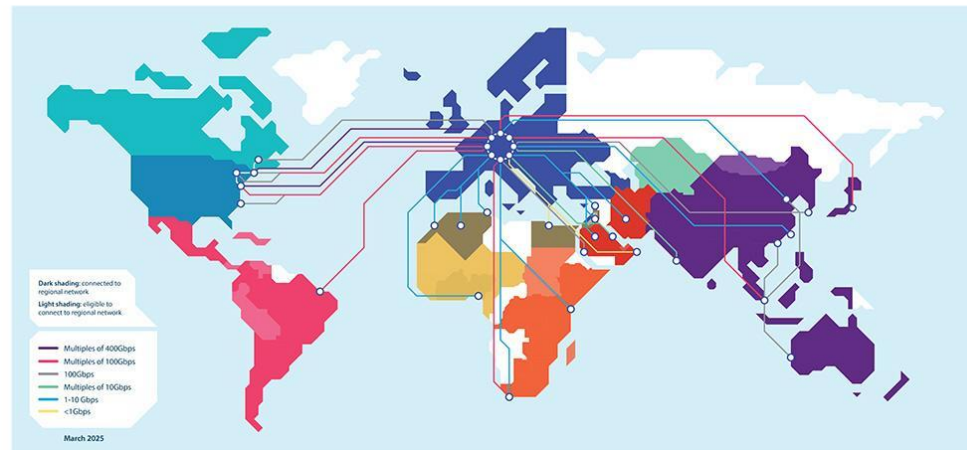 Dark shading: connected to
regional network
Light shading: eligible to
connect to regional network
Multiples of 400Gbps
Multiples of 100Gbps
100Gbps
Multiples of 10Gbps
1-10 Gbps
<1Gbps
March 2025